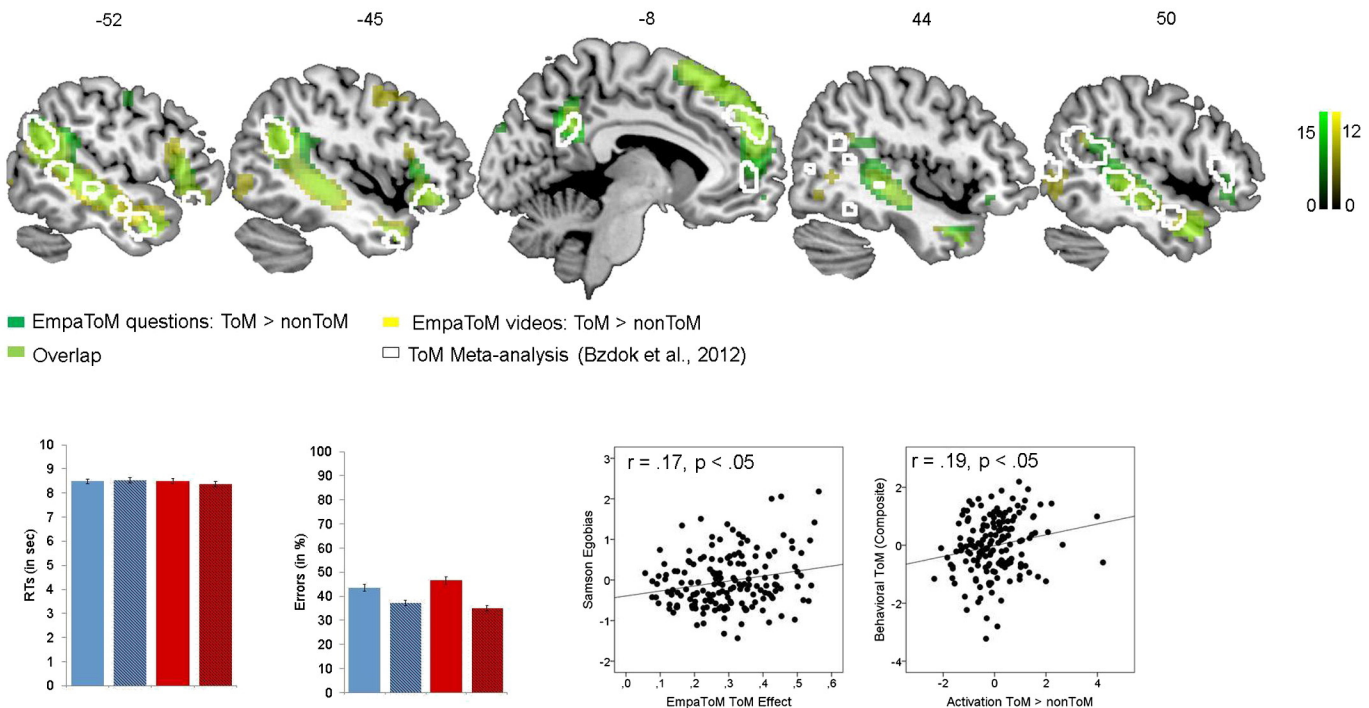 -52 -45 -8 44 50
15 12
0 0
EmpaToM questions: ToM > nonToM EmpaToM videos: ToM > nonToM
Overlap ToM Meta-analysis (Bzdok et al., 2012)
RTs (in sec)
10
9
8
7
6
5
4
3
2
1
0
Errors (in %)
100
90
80
70
60
50
40
30
20
10
0
r = .17, p < .05
Samson Egobias
3
2
1
0
-1
-2
,0 ,1 ,2 ,3 ,4 ,5 ,6
EmpaToM ToM Effect
r = .19, p < .05
Behavioral ToM (Composite)
2
0
-2
-4
-2 0 2 4
Activation ToM > nonToM